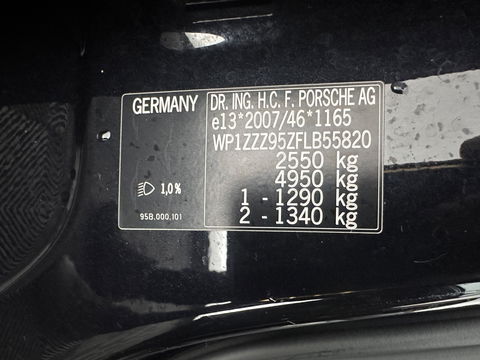 GERMANY
DR. ING. H.C. F. PORSCHE AG
e13*2007/46*1165
WP1ZZZ95ZFLB55820
2550 kg
4950 kg
1 - 1290 kg
2 - 1340 kg
1,0%
95B.000.101